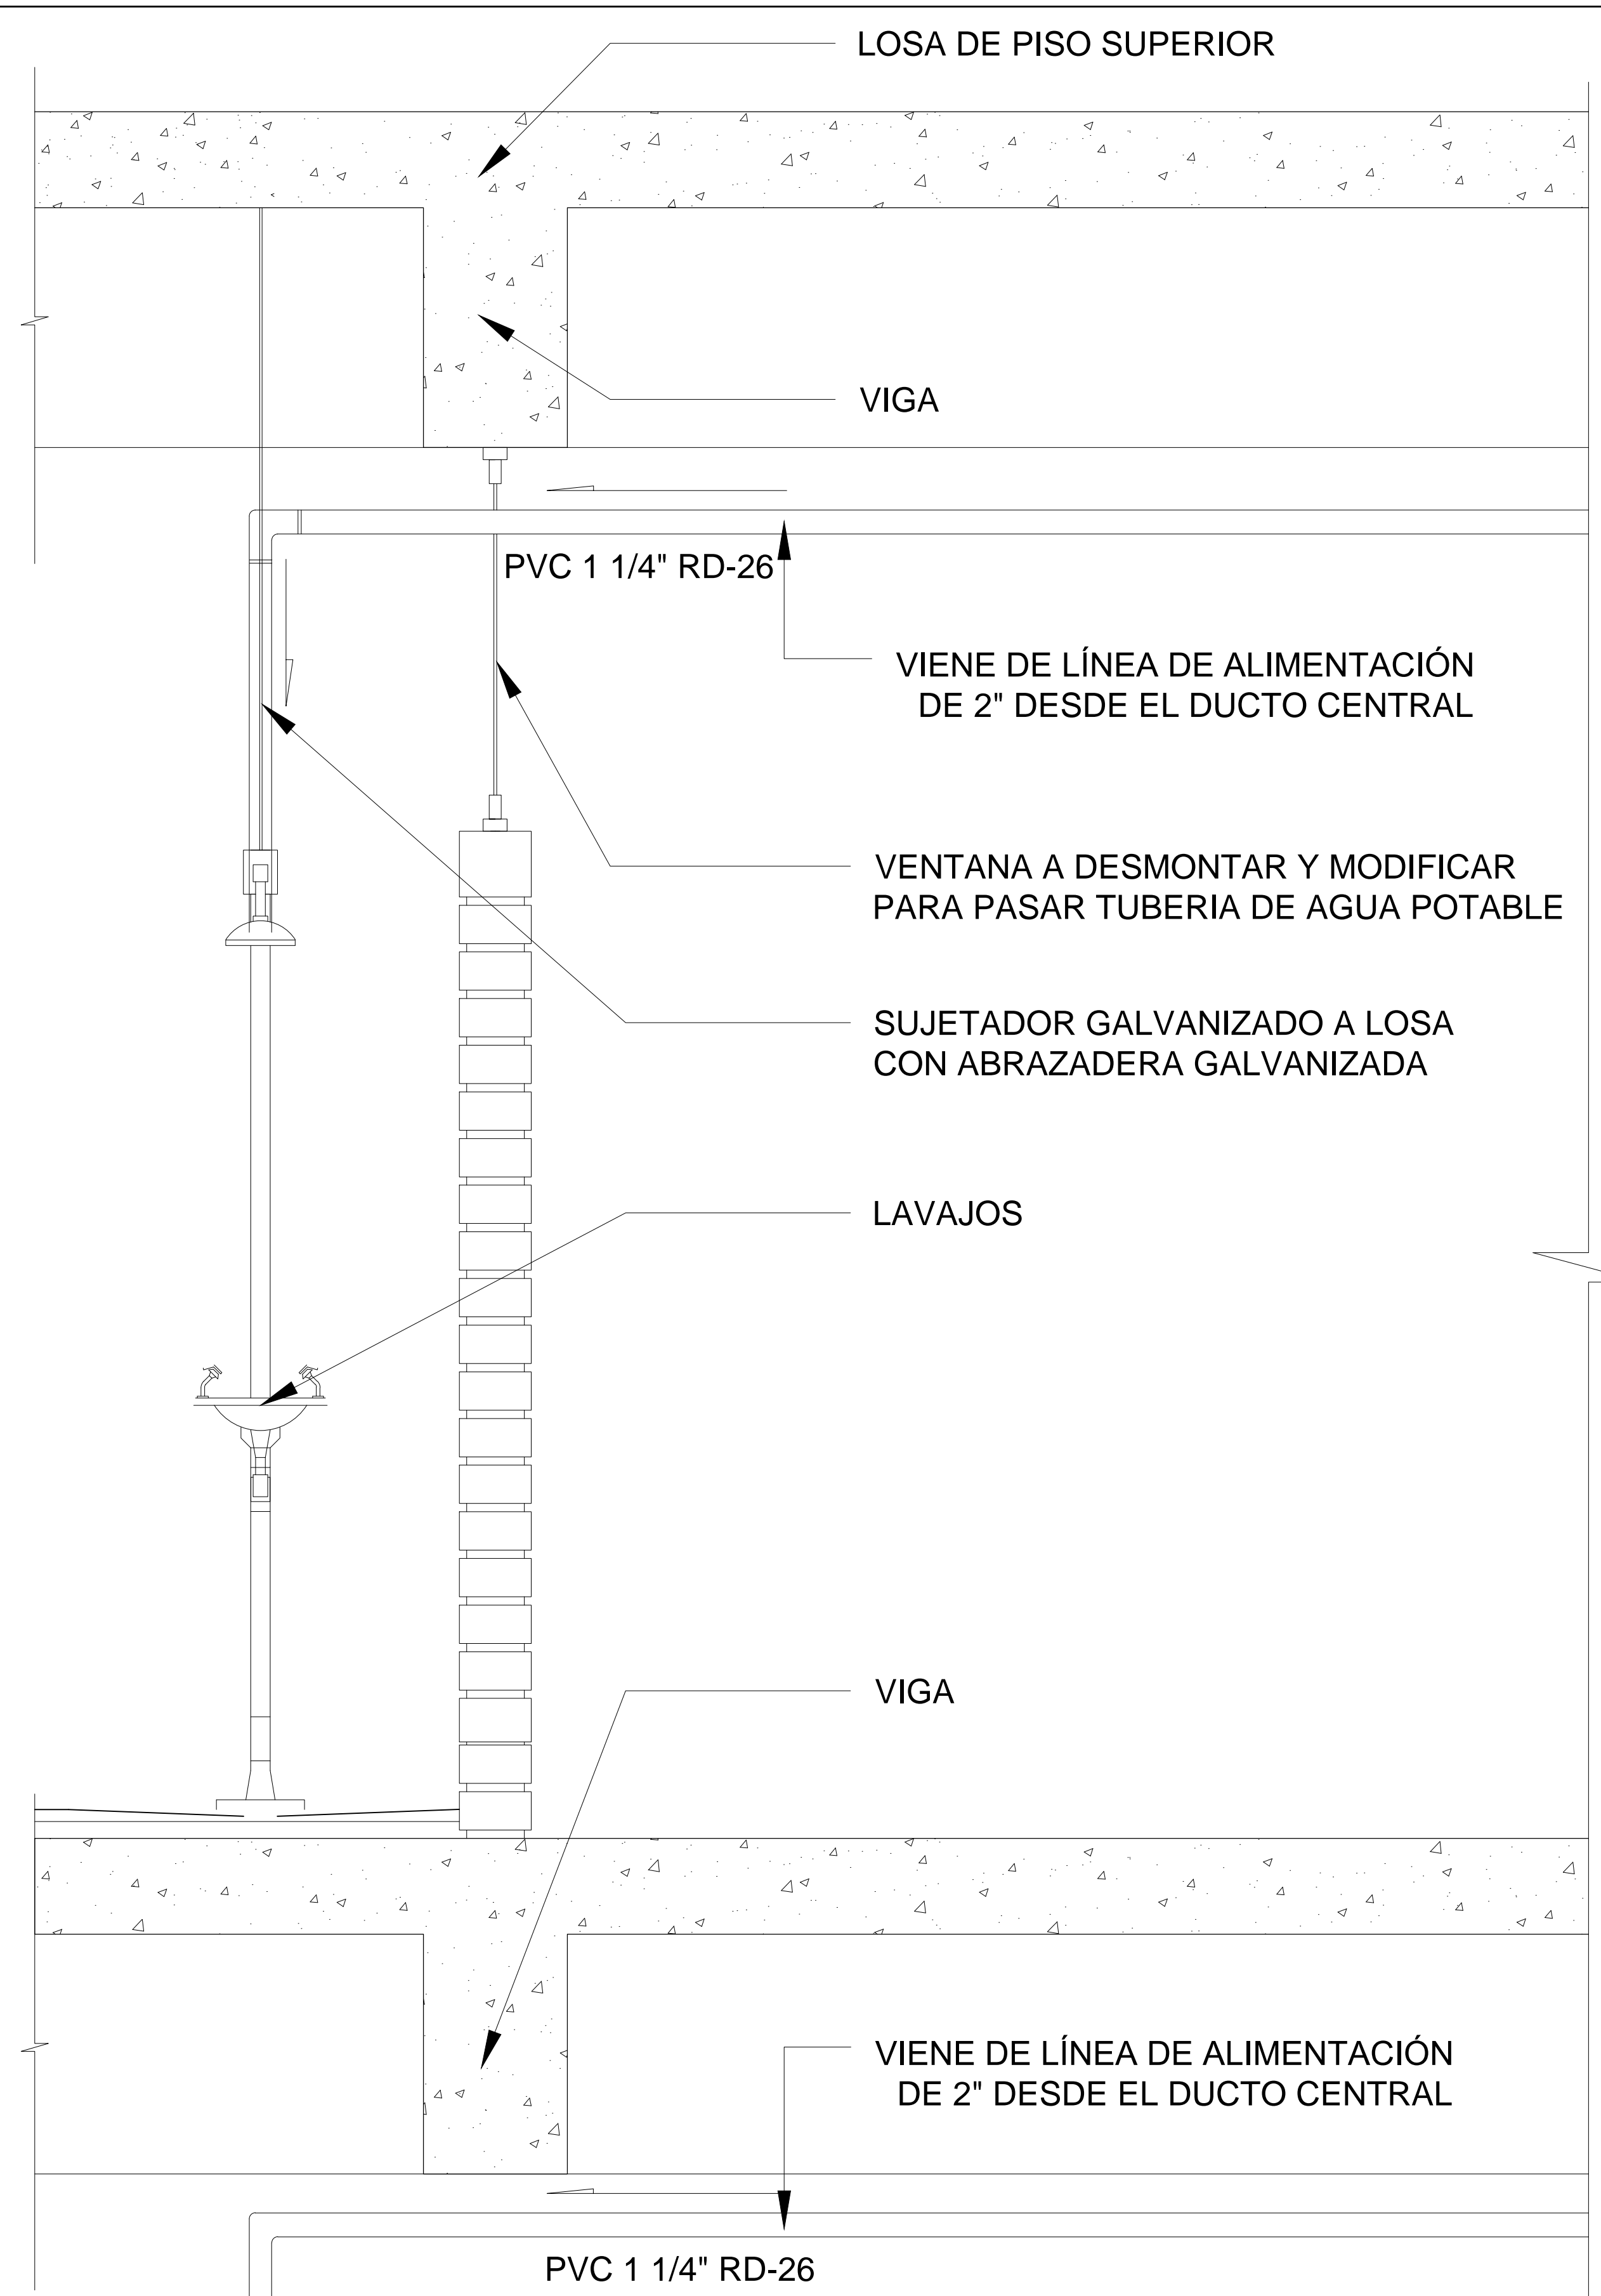 LOSA DE PISO SUPERIOR
VIGA
PVC 1 1/4" RD-26
VIENE DE LÍNEA DE ALIMENTACIÓN
DE 2" DESDE EL DUCTO CENTRAL
VENTANA A DESMONTAR Y MODIFICAR
PARA PASAR TUBERIA DE AGUA POTABLE
SUJETADOR GALVANIZADO A LOSA
CON ABRAZADERA GALVANIZADA
LAVAJOS
VIGA
VIENE DE LÍNEA DE ALIMENTACIÓN
DE 2" DESDE EL DUCTO CENTRAL
PVC 1 1/4" RD-26